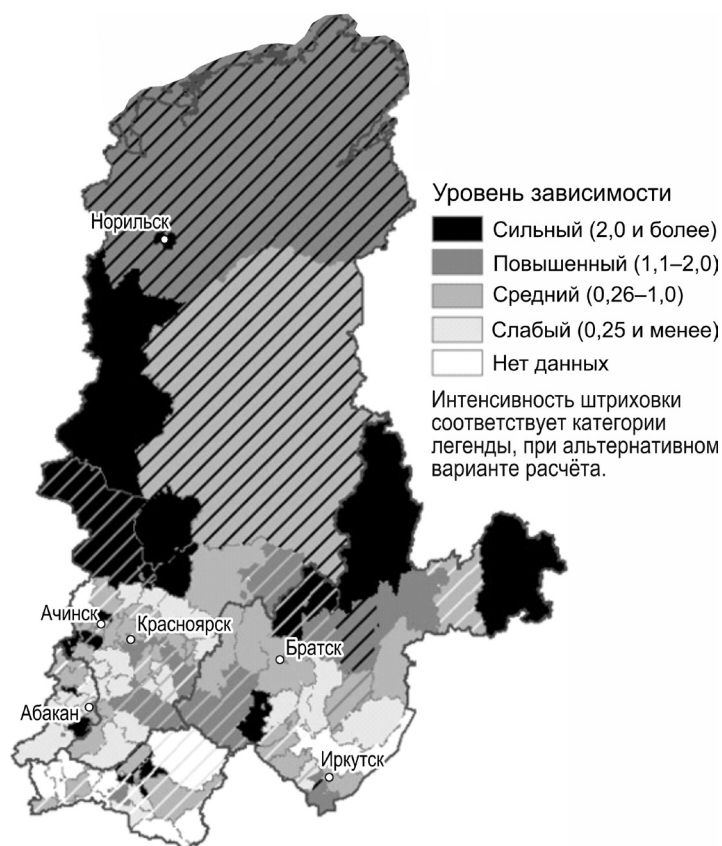 Норильск
Уровень зависимости
Сильный (2,0 и более)
Повышенный (1,1–2,0)
Средний (0,26–1,0)
Слабый (0,25 и менее)
Нет данных
Интенсивность штриховки
соответствует категории
легенды, при альтернативном
варианте расчёта.
Ачинск
Красноярск
Братск
Абакан
Иркутск